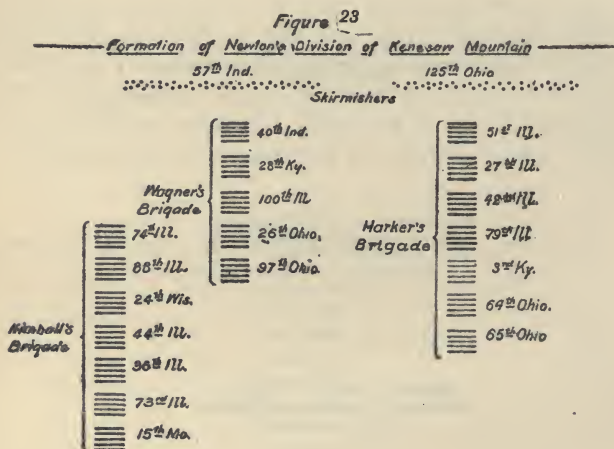 Figure 23
Formation of Newton's Division of Kenesaw Mountain
57th Ind.
125th Ohio
Skirmishers
Wagner's
Brigade
40th Ind.
28th Ky.
100th Ill
26th Ohio.
97th Ohio.
Harker's
Brigade
51st Ill.
27th Ill.
Ill.
79th Ill.
3rd Ky.
64th Ohio.
65th Ohio
Kimball's
Brigade
74th Ill.
88th Ill.
24th Wis.
44th Ill.
36th Ill.
73rd Ill.
15th Mo.